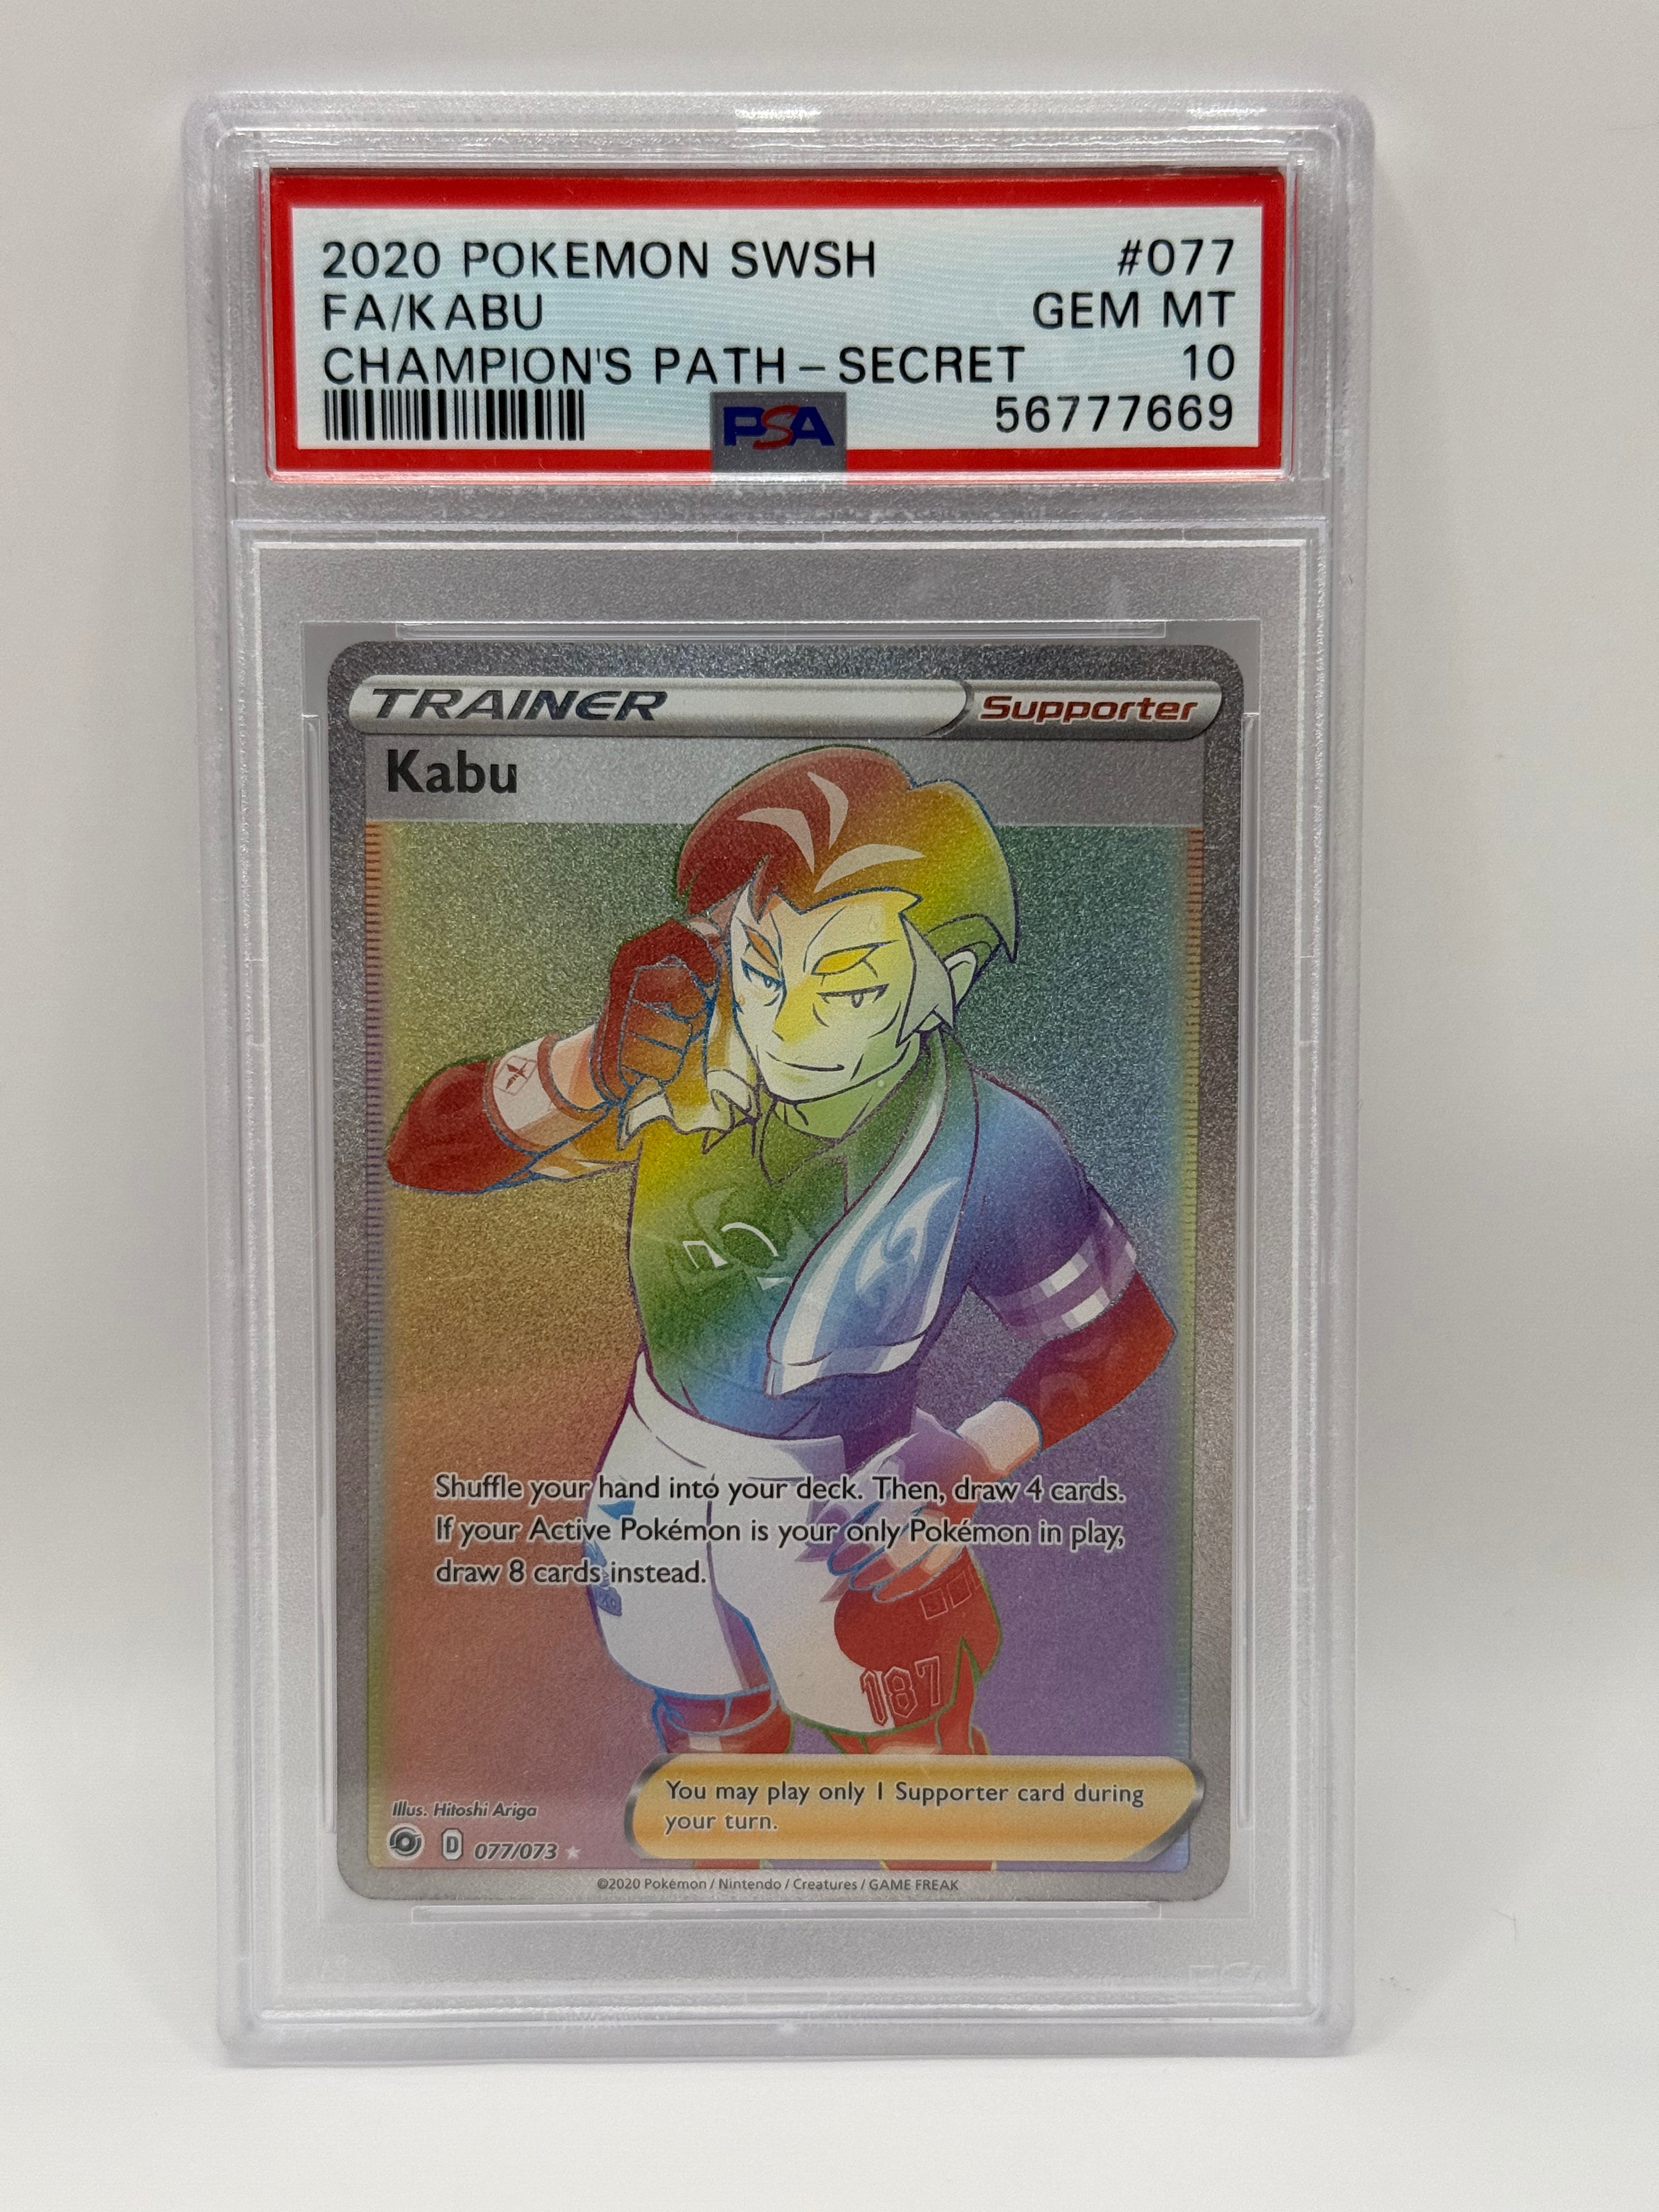 2020 POKEMON SWSH #077
FA/KABU GEM MT
CHAMPION'S PATH–SECRET 10
PSA 56777669
TRAINER Supporter
Kabu
Shuffle your hand into your deck. Then, draw 4 cards.
If your Active Pokémon is your only Pokémon in play,
draw 8 cards instead.
187
You may play only 1 Supporter card during
your turn.
Illus. Hitoshi Ariga
D 077/073
©2020 Pokémon / Nintendo / Creatures / GAME FREAK
PSA